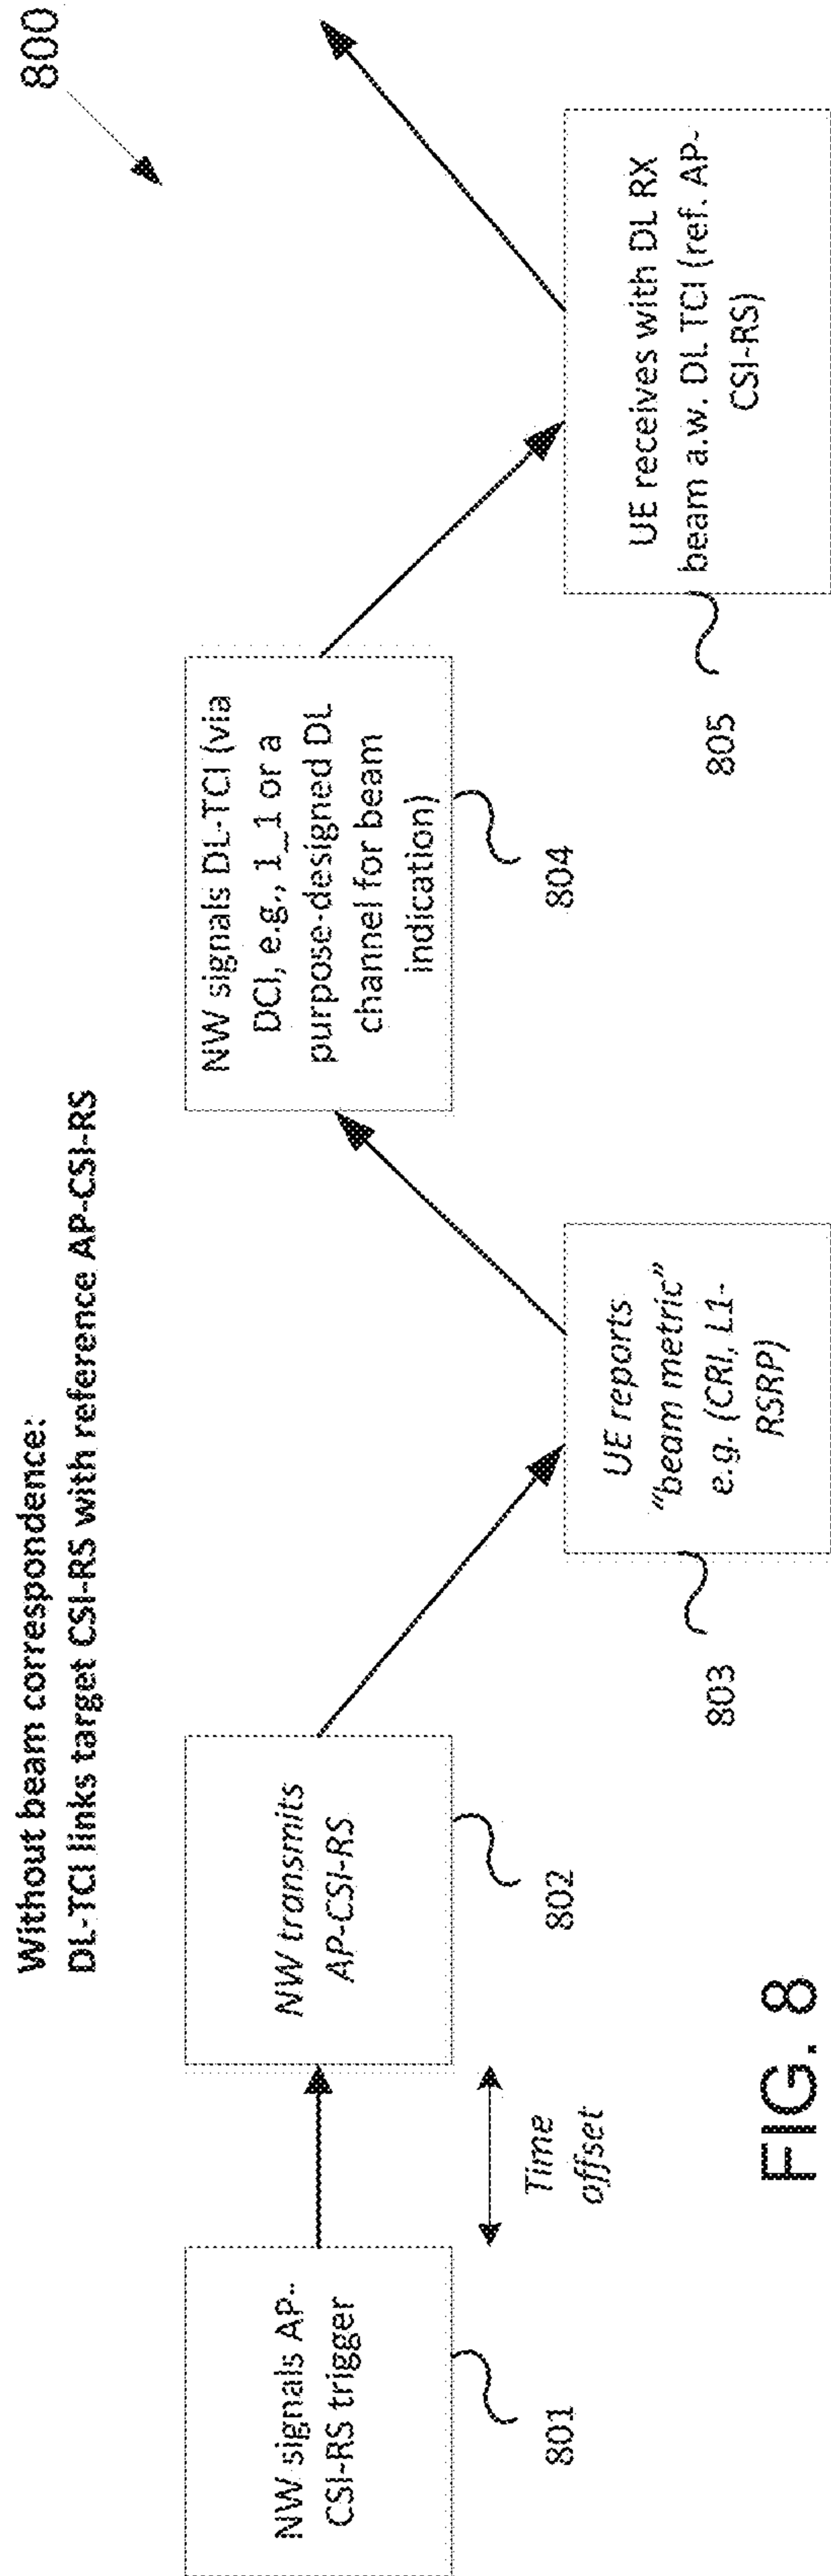 800
Without beam correspondence:
DL-TCI links target CSI-RS with reference AP-CSI-RS
NW signals AP-
CSI-RS trigger
801
Time
offset
NW transmits
AP-CSI-RS
802
UE reports
“beam metric”
e.g. (CRI, L1-
RSRP)
803
NW signals DL-TCI (via
DCI, e.g., 1_1 or a
purpose-designed DL
channel for beam
indication)
804
UE receives with DL RX
beam a.w. DL TCI (ref. AP-
CSI-RS)
805
FIG. 8